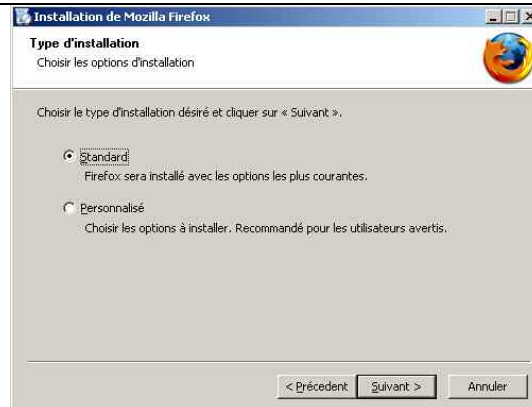 Installation de Mozilla Firefox
Type d'installation
Choisir les options d'installation
Choisir le type d'installation désiré et cliquer sur « Suivant ».
Standard
Firefox sera installé avec les options les plus courantes.
Personnalisé
Choisir les options à installer. Recommandé pour les utilisateurs avertis.
< Précedent Suivant > Annuler